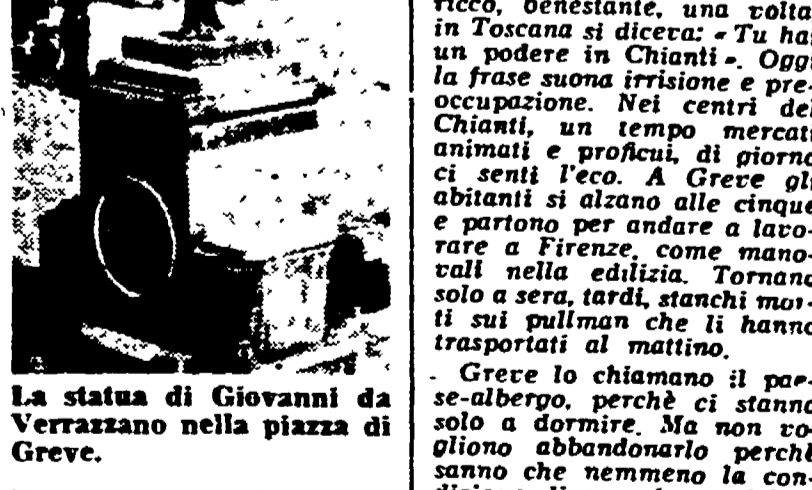 La statua di Giovanni da
Verrazzano nella piazza di
Greve.
ricco, benestante, una volta
in Toscana si diceva: « Tu ha
un podere in Chianti ». Oggi
la frase suona irrisione e pre-
occupazione. Nei centri del
Chianti, un tempo mercati
animati e proficui, di giorno
ci senti l'eco. A Greve gli
abitanti si alzano alle cinque
e partono per andare a lavo-
rare a Firenze, come mano-
vali nella edilizia. Tornano
solo a sera, tardi, stanchi mor-
ti sui pullman che li hanno
trasportati al mattino.
Greve lo chiamano il pae-
se-albergo, perchè ci stanno
solo a dormire. Ma non vo-
gliono abbandonarlo perchè
sanno che nemmeno la con-